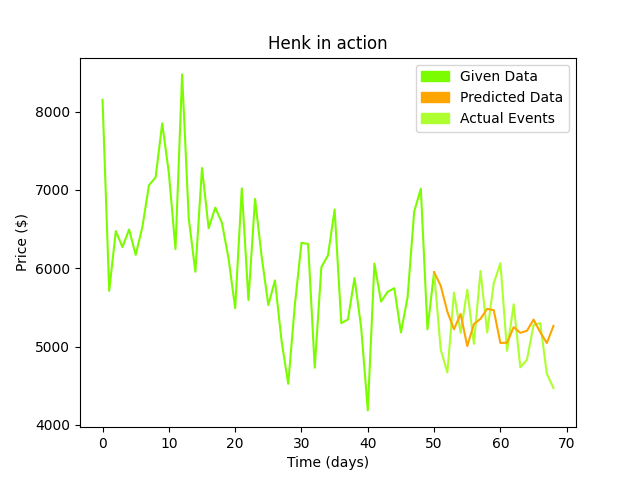 Henk in action
Given Data
Predicted Data
Actual Events
Price ($)
8000
7000
6000
5000
4000
0 10 20 30 40 50 60 70
Time (days)